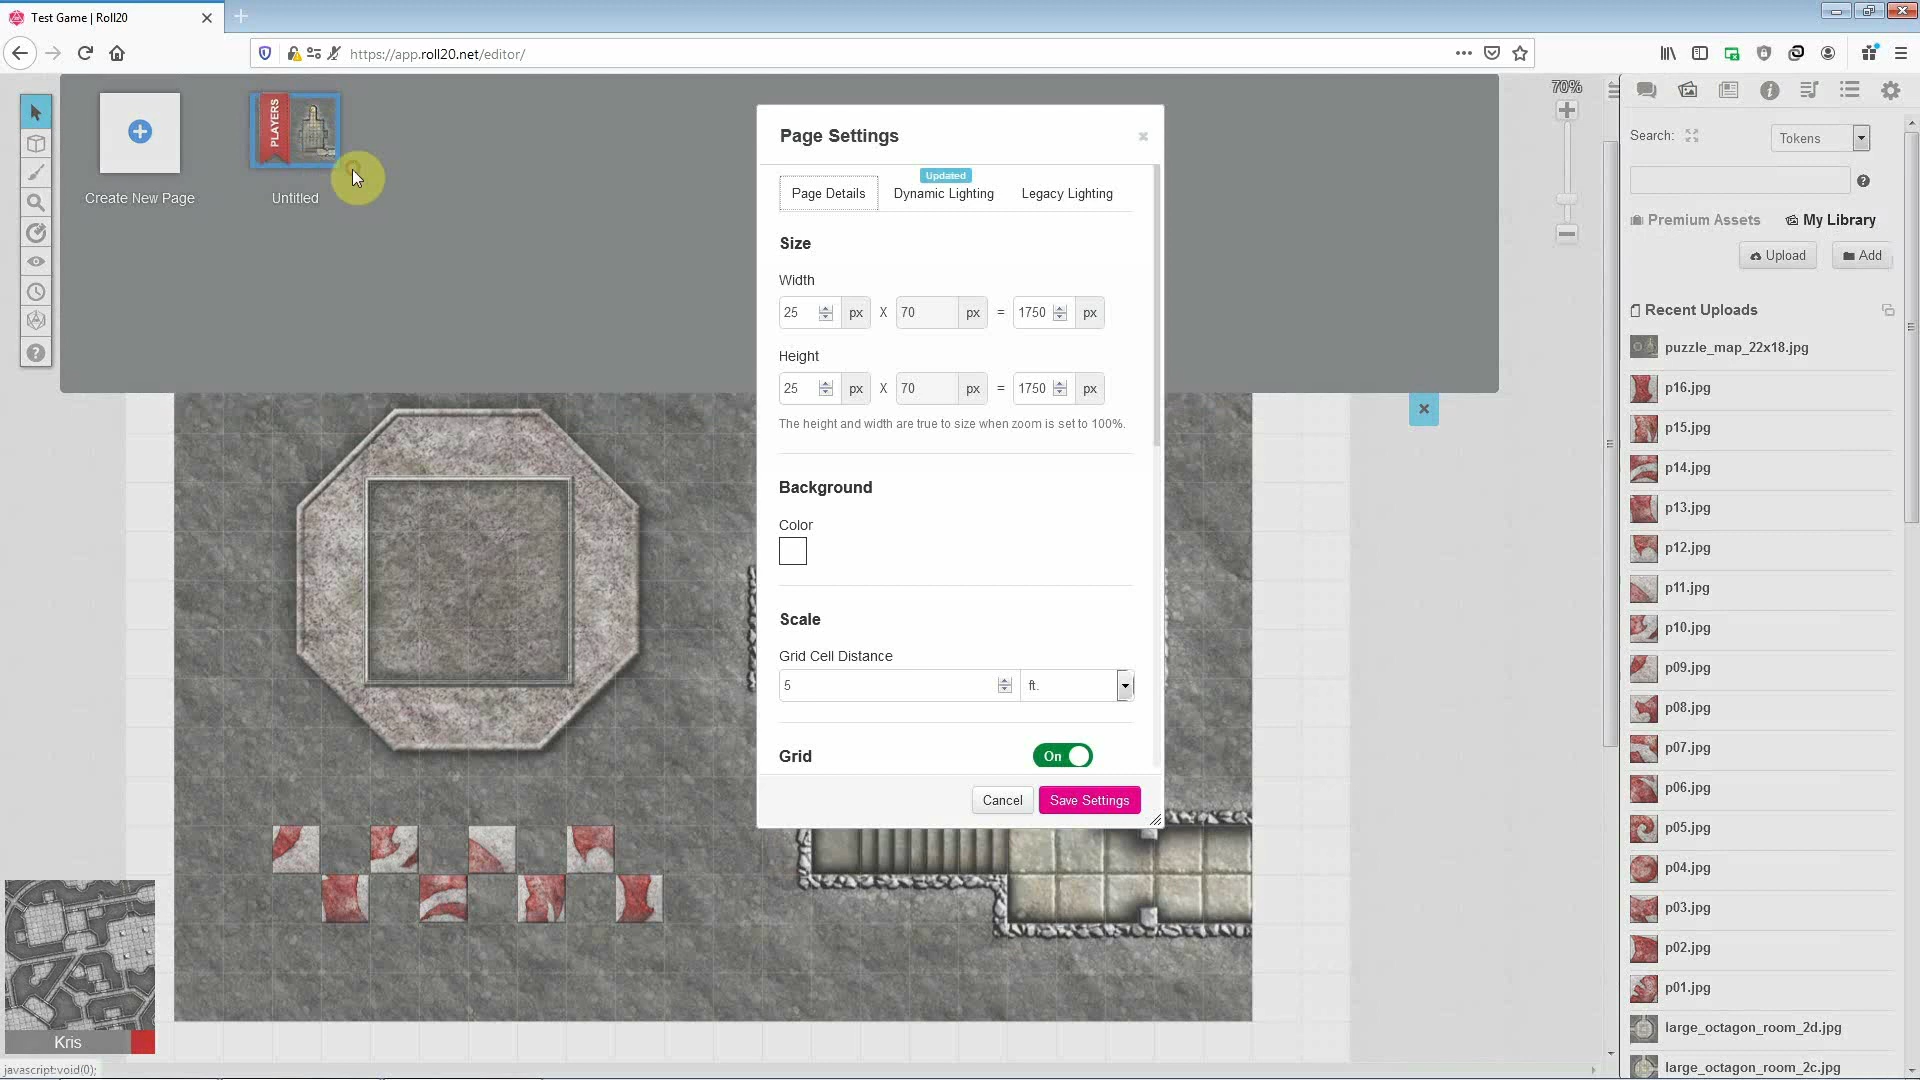 Test Game | Roll20
https://app.roll20.net/editor/
PLAYERS
Create New Page
Untitled
70%
Page Settings
Page Details
Updated
Dynamic Lighting
Legacy Lighting
Size
Width
25 px X 70 px = 1750 px
Height
25 px X 70 px = 1750 px
The height and width are true to size when zoom is set to 100%.
Background
Color
Scale
Grid Cell Distance
5 ft.
Grid On
Cancel Save Settings
Search: Tokens
Premium Assets My Library
Upload Add
Recent Uploads
puzzle_map_22x18.jpg
p16.jpg
p15.jpg
p14.jpg
p13.jpg
p12.jpg
p11.jpg
p10.jpg
p09.jpg
p08.jpg
p07.jpg
p06.jpg
p05.jpg
p04.jpg
p03.jpg
p02.jpg
p01.jpg
large_octagon_room_2d.jpg
large_octagon_room_2c.jpg
Kris
javascript:void(0);